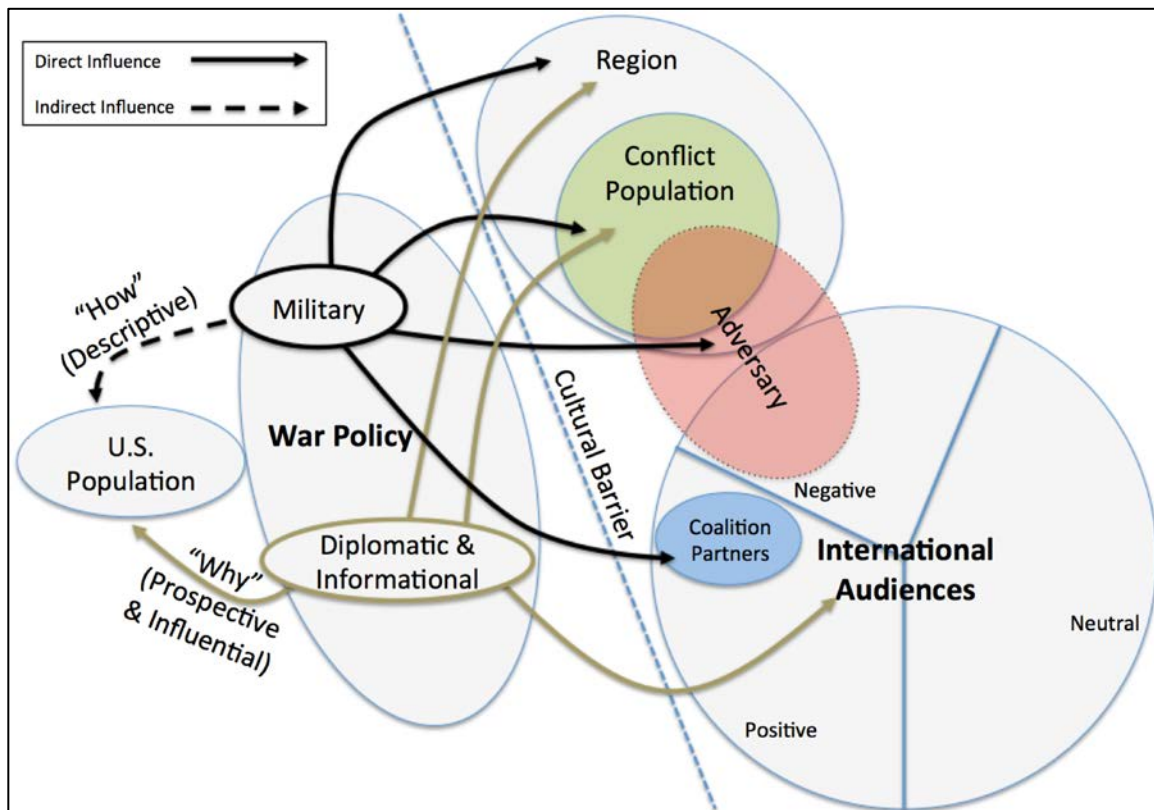 Direct Influence
Indirect Influence
Region
Conflict
Population
"How"
(Descriptive)
Military
Adversary
U.S.
Population
War Policy
Cultural Barrier
Negative
Coalition
Partners
International
Audiences
"Why"
(Prospective
& Influential)
Diplomatic &
Informational
Neutral
Positive